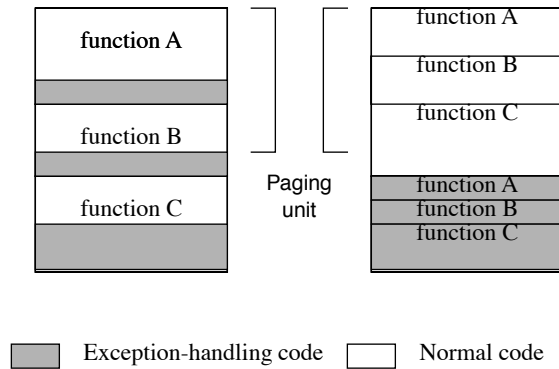 function A
function B
function C
Paging
unit
function A
function B
function C
function A
function B
function C
Exception-handling code
Normal code